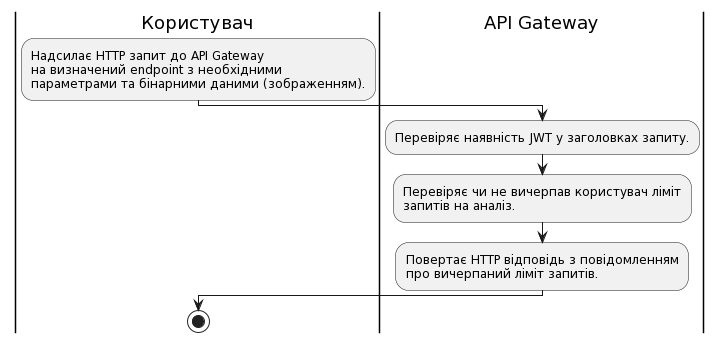 Користувач
API Gateway
Надсилає HTTP запит до API Gateway
на визначений endpoint з необхідними
параметрами та бінарними даними (зображенням).
Перевіряє наявність JWT у заголовках запиту.
Перевіряє чи не вичерпав користувач ліміт
запитів на аналіз.
Повертає HTTP відповідь з повідомленням
про вичерпаний ліміт запитів.